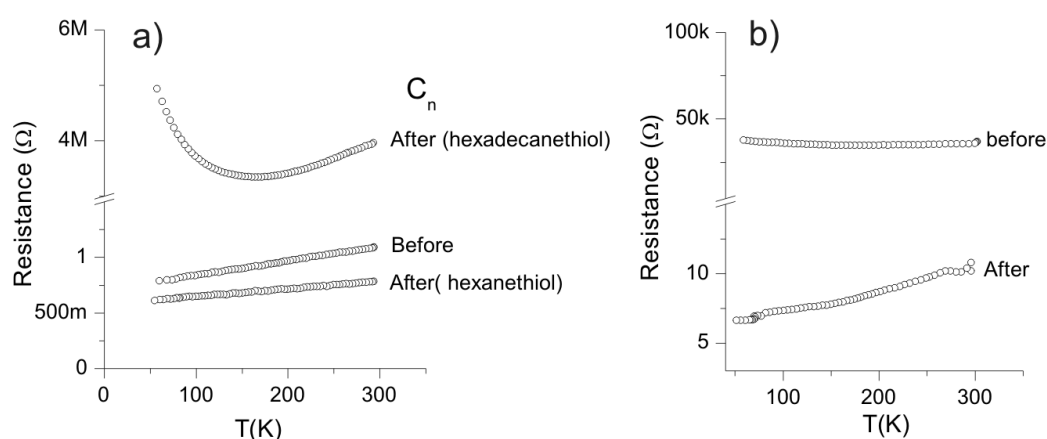 a)
6M
4M
1
500m
0
Resistance (Ω)
C_n
After (hexadecanethiol)
Before
After( hexanethiol)
0 100 200 300
T(K)
b)
100k
50k
10
5
Resistance (Ω)
before
After
100 200 300
T(K)